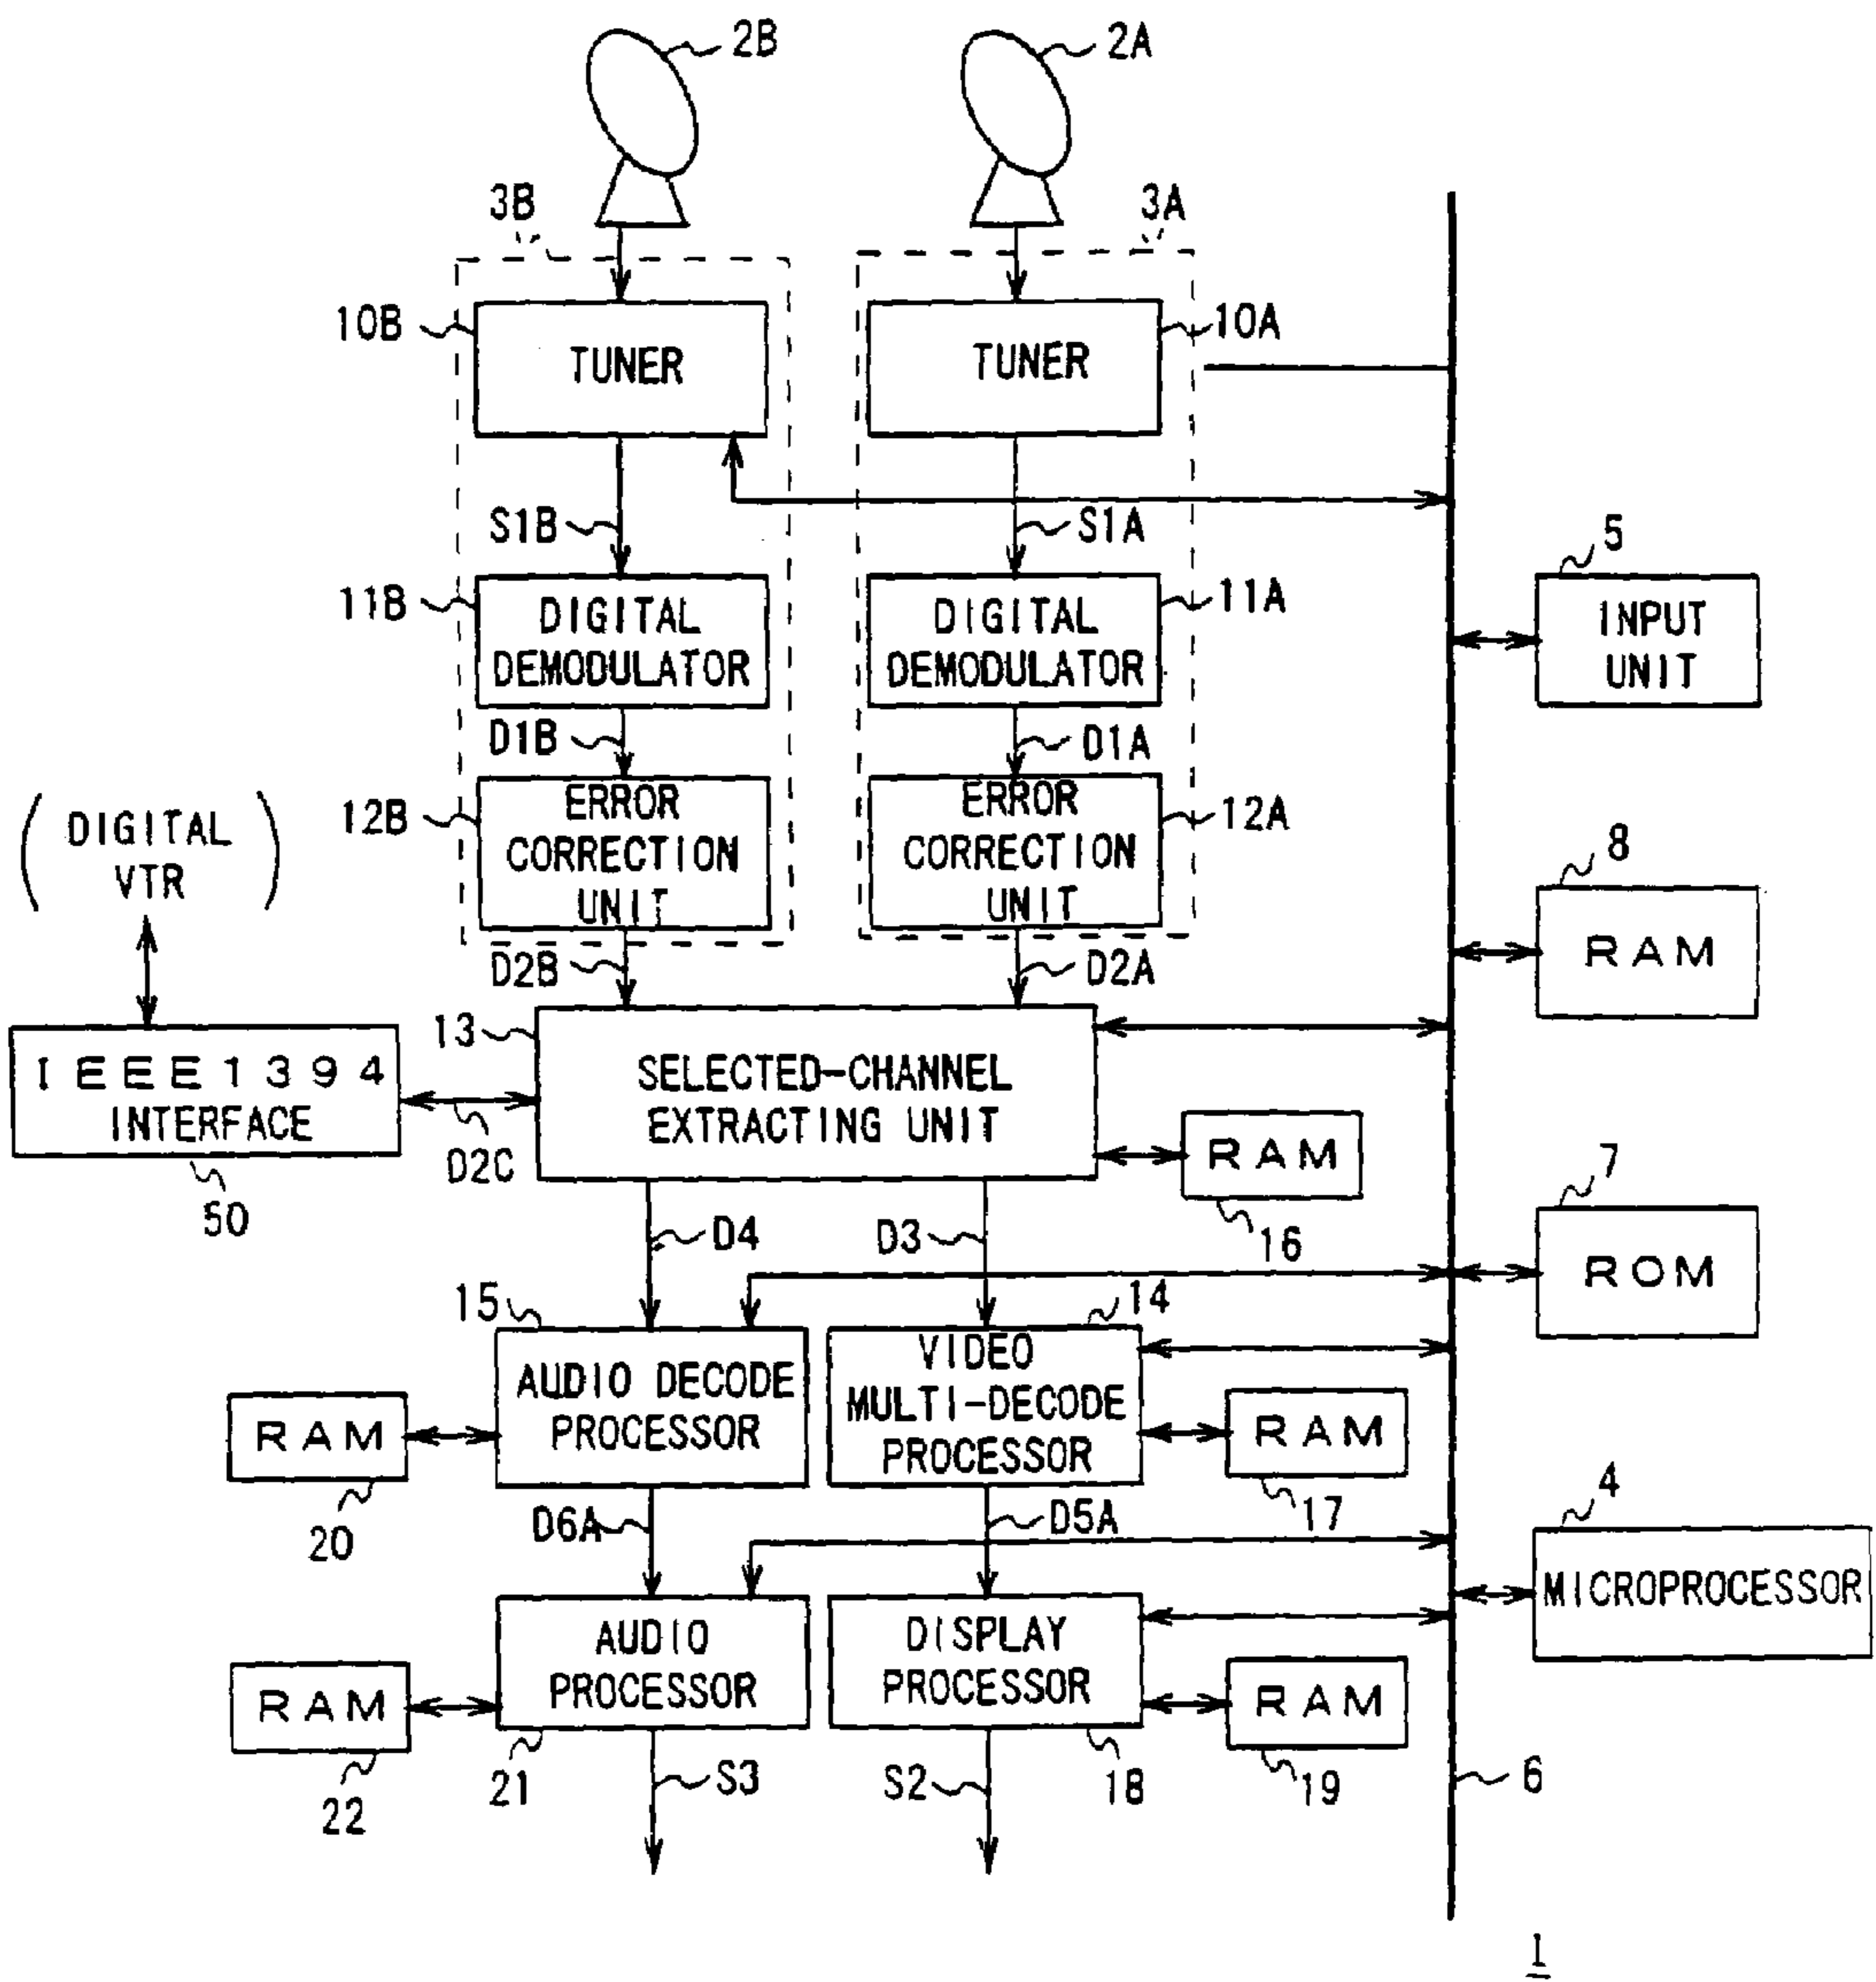 2B
2A
3B
3A
10B
TUNER
TUNER
10A
S1B
S1A
5
11B
DIGITAL
DEMODULATOR
DIGITAL
DEMODULATOR
11A
INPUT
UNIT
D1B
D1A
(DIGITAL
VTR)
12B
ERROR
CORRECTION
UNIT
ERROR
CORRECTION
UNIT
12A
8
RAM
D2B
D2A
13
IEEE1394
INTERFACE
50
D2C
SELECTED-CHANNEL
EXTRACTING UNIT
RAM
16
7
ROM
D4
D3
15
14
AUDIO DECODE
PROCESSOR
VIDEO
MULTI-DECODE
PROCESSOR
RAM
20
RAM
17
4
MICROPROCESSOR
D6A
D5A
AUDIO
PROCESSOR
DISPLAY
PROCESSOR
RAM
22
RAM
19
21
S3
S2
18
6
1